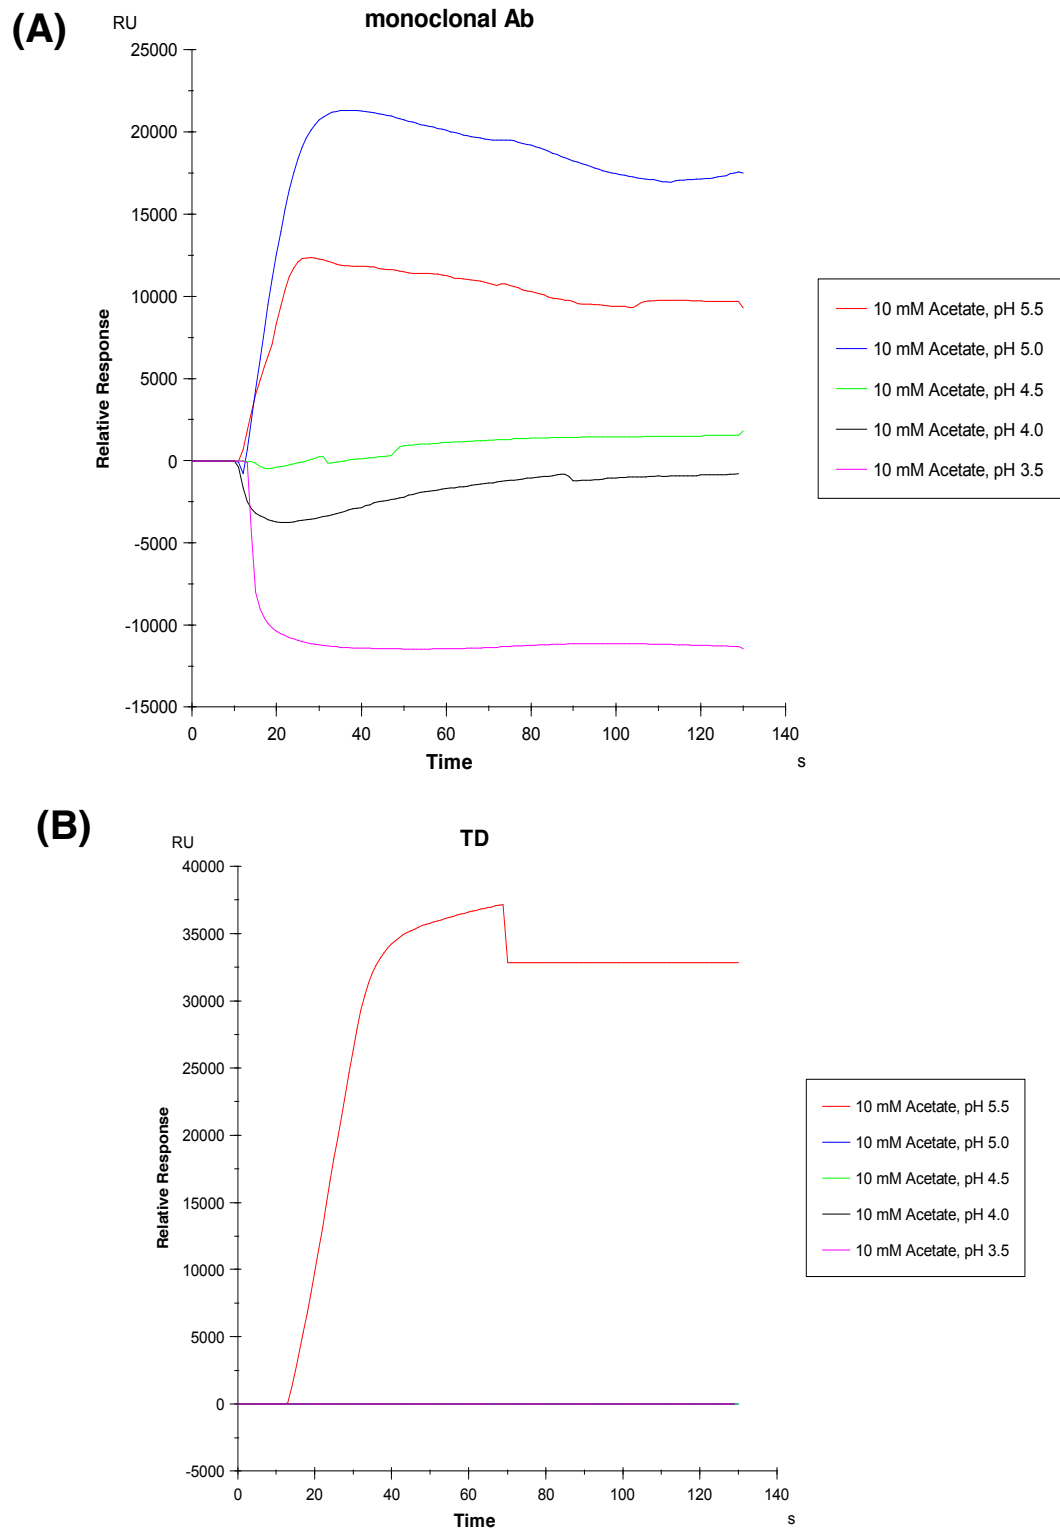 (A)
RU
monoclonal Ab
25000
20000
15000
10000
5000
0
-5000
-10000
-15000
Relative Response
0 20 40 60 80 100 120 140
Time
s
10 mM Acetate, pH 5.5
10 mM Acetate, pH 5.0
10 mM Acetate, pH 4.5
10 mM Acetate, pH 4.0
10 mM Acetate, pH 3.5
(B)
RU
TD
40000
35000
30000
25000
20000
15000
10000
5000
0
-5000
Relative Response
0 20 40 60 80 100 120 140
Time
s
10 mM Acetate, pH 5.5
10 mM Acetate, pH 5.0
10 mM Acetate, pH 4.5
10 mM Acetate, pH 4.0
10 mM Acetate, pH 3.5